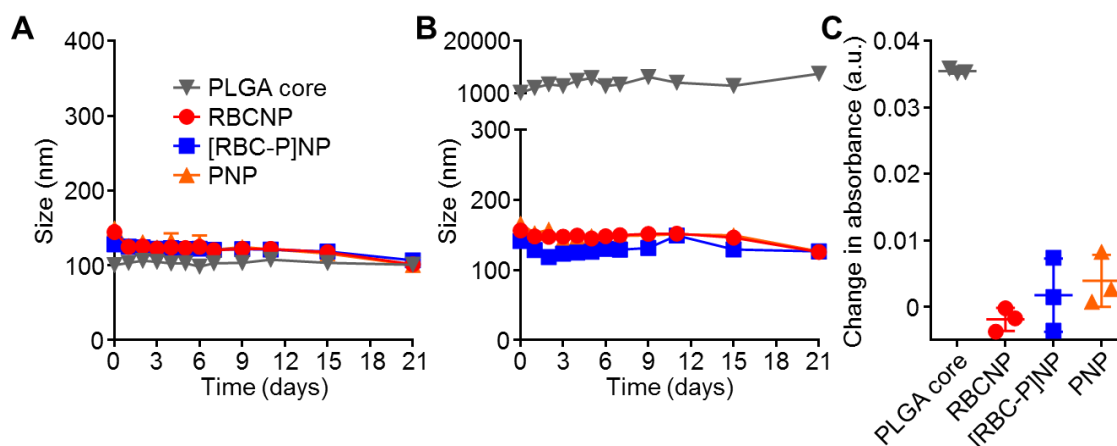 A
Size (nm)
400
300
200
100
0
PLGA core
RBCNP
[RBC-P]NP
PNP
0 3 6 9 12 15 18 21
Time (days)
B
Size (nm)
20000
1000
300
200
100
0
0 3 6 9 12 15 18 21
Time (days)
C
Change in absorbance (a.u.)
0.04
0.03
0.02
0.01
0
PLGA core
RBCNP
[RBC-P]NP
PNP